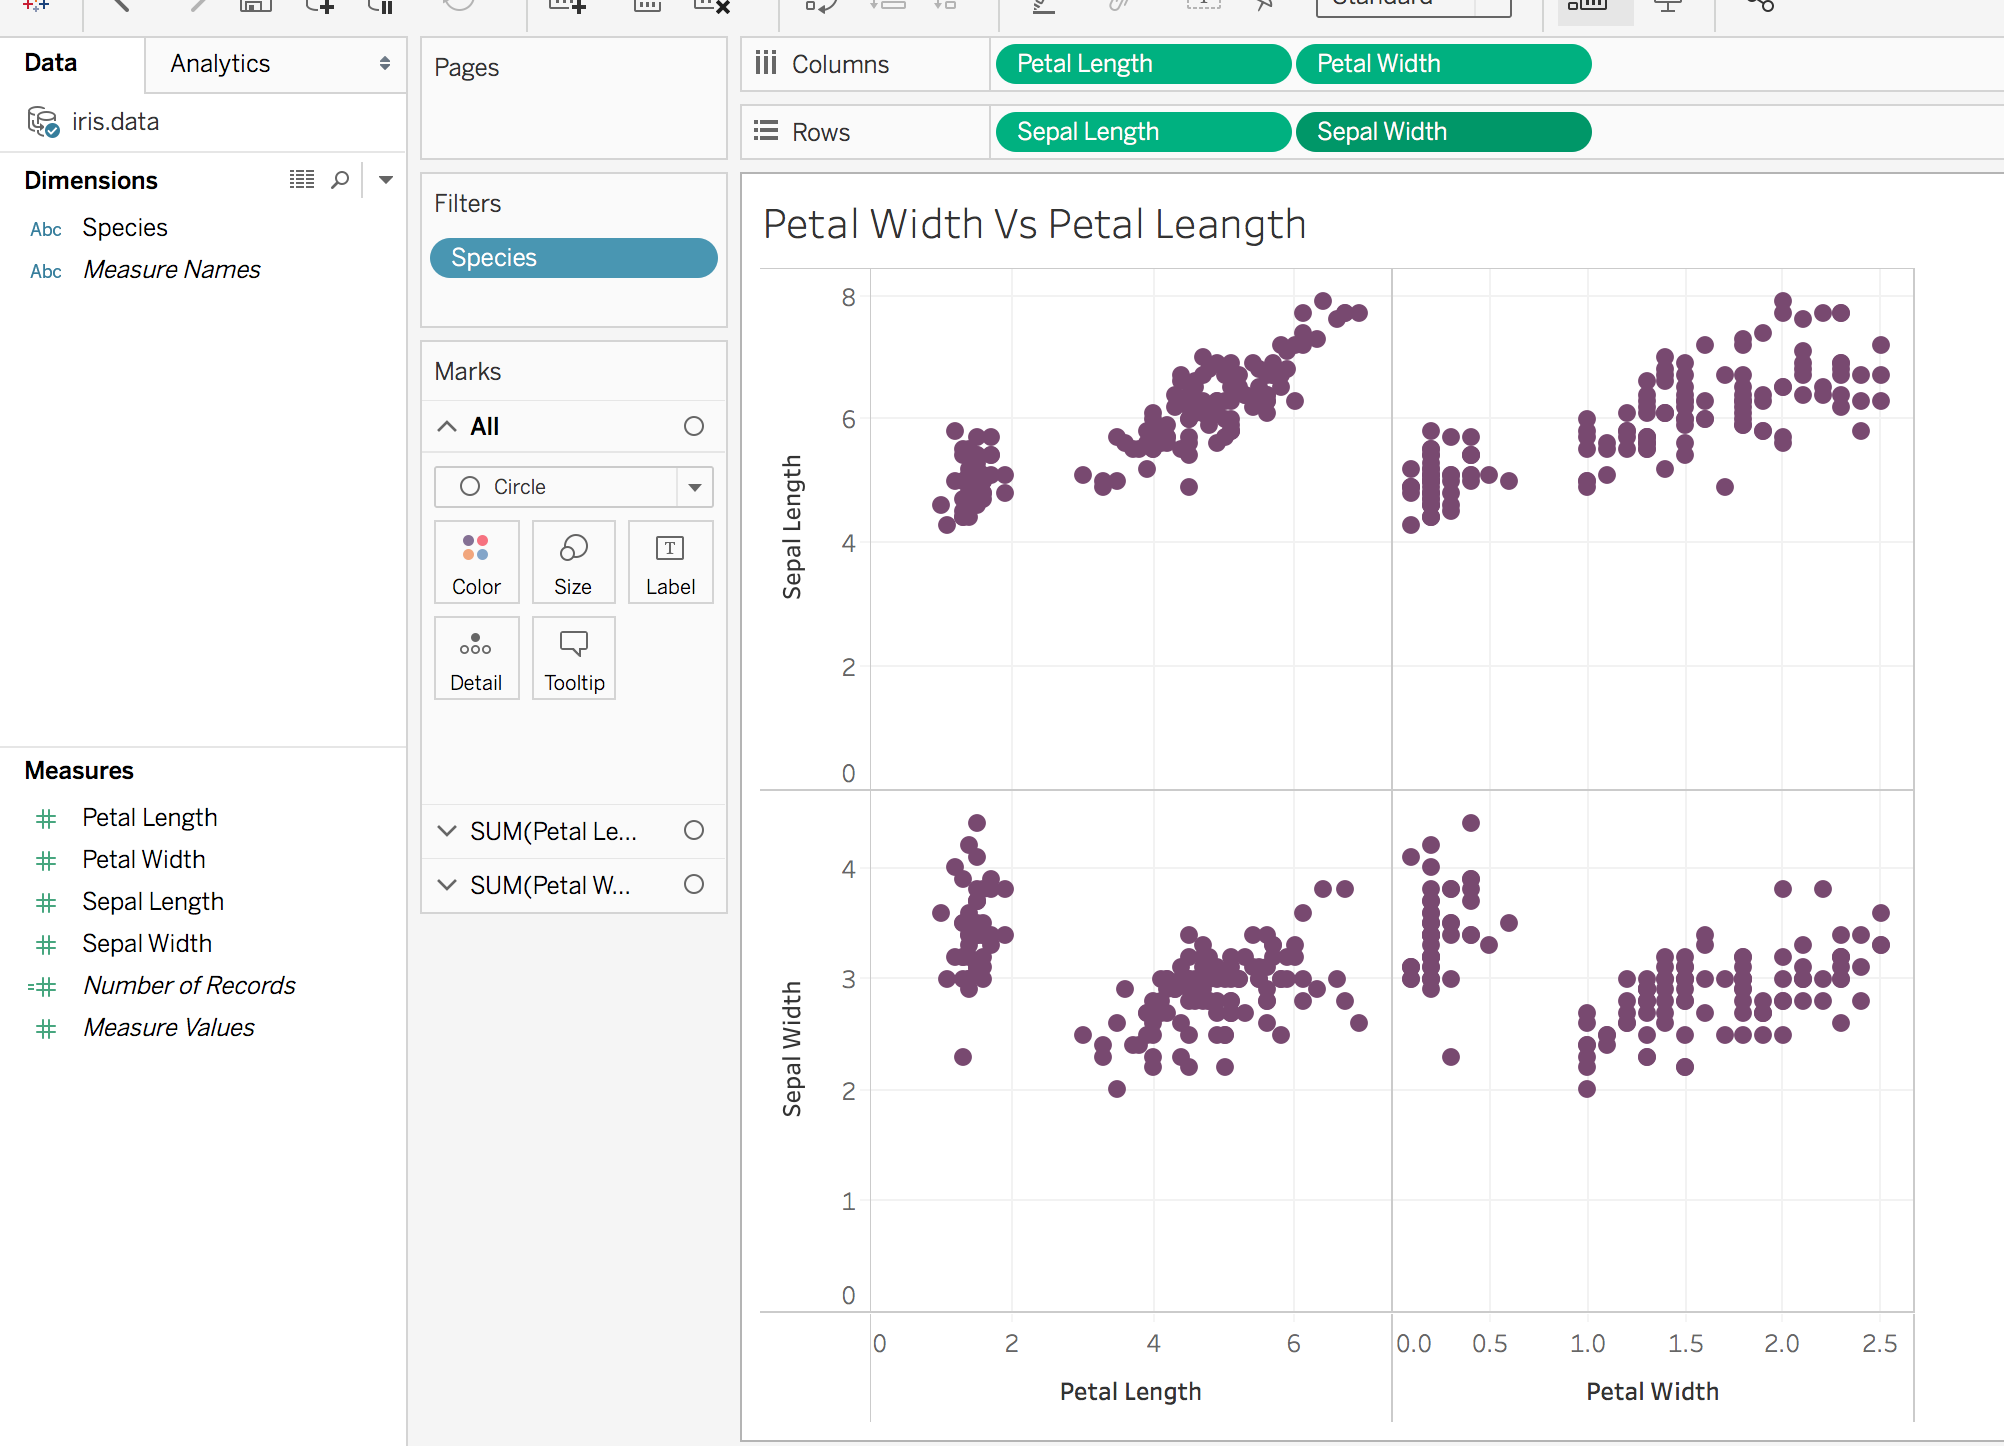 Standard
Data
Analytics
iris.data
Dimensions
Abc Species
Abc Measure Names
Measures
Petal Length
Petal Width
Sepal Length
Sepal Width
Number of Records
Measure Values
Pages
Filters
Species
Marks
All
Circle
Color
Size
T
Label
Detail
Tooltip
SUM(Petal Le...
SUM(Petal W...
Columns
Petal Length
Petal Width
Rows
Sepal Length
Sepal Width
Petal Width Vs Petal Leangth
8
6
4
2
0
Sepal Length
4
3
2
1
0
Sepal Width
0 2 4 6
0.0 0.5 1.0 1.5 2.0 2.5
Petal Length
Petal Width